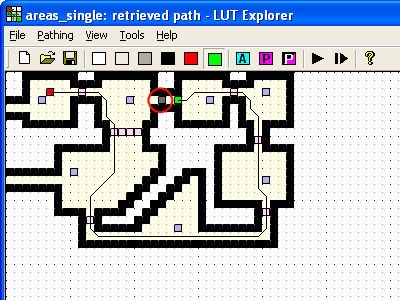 areas_single: retrieved path - LUT Explorer
File Pathing View Tools Help
A P P ?